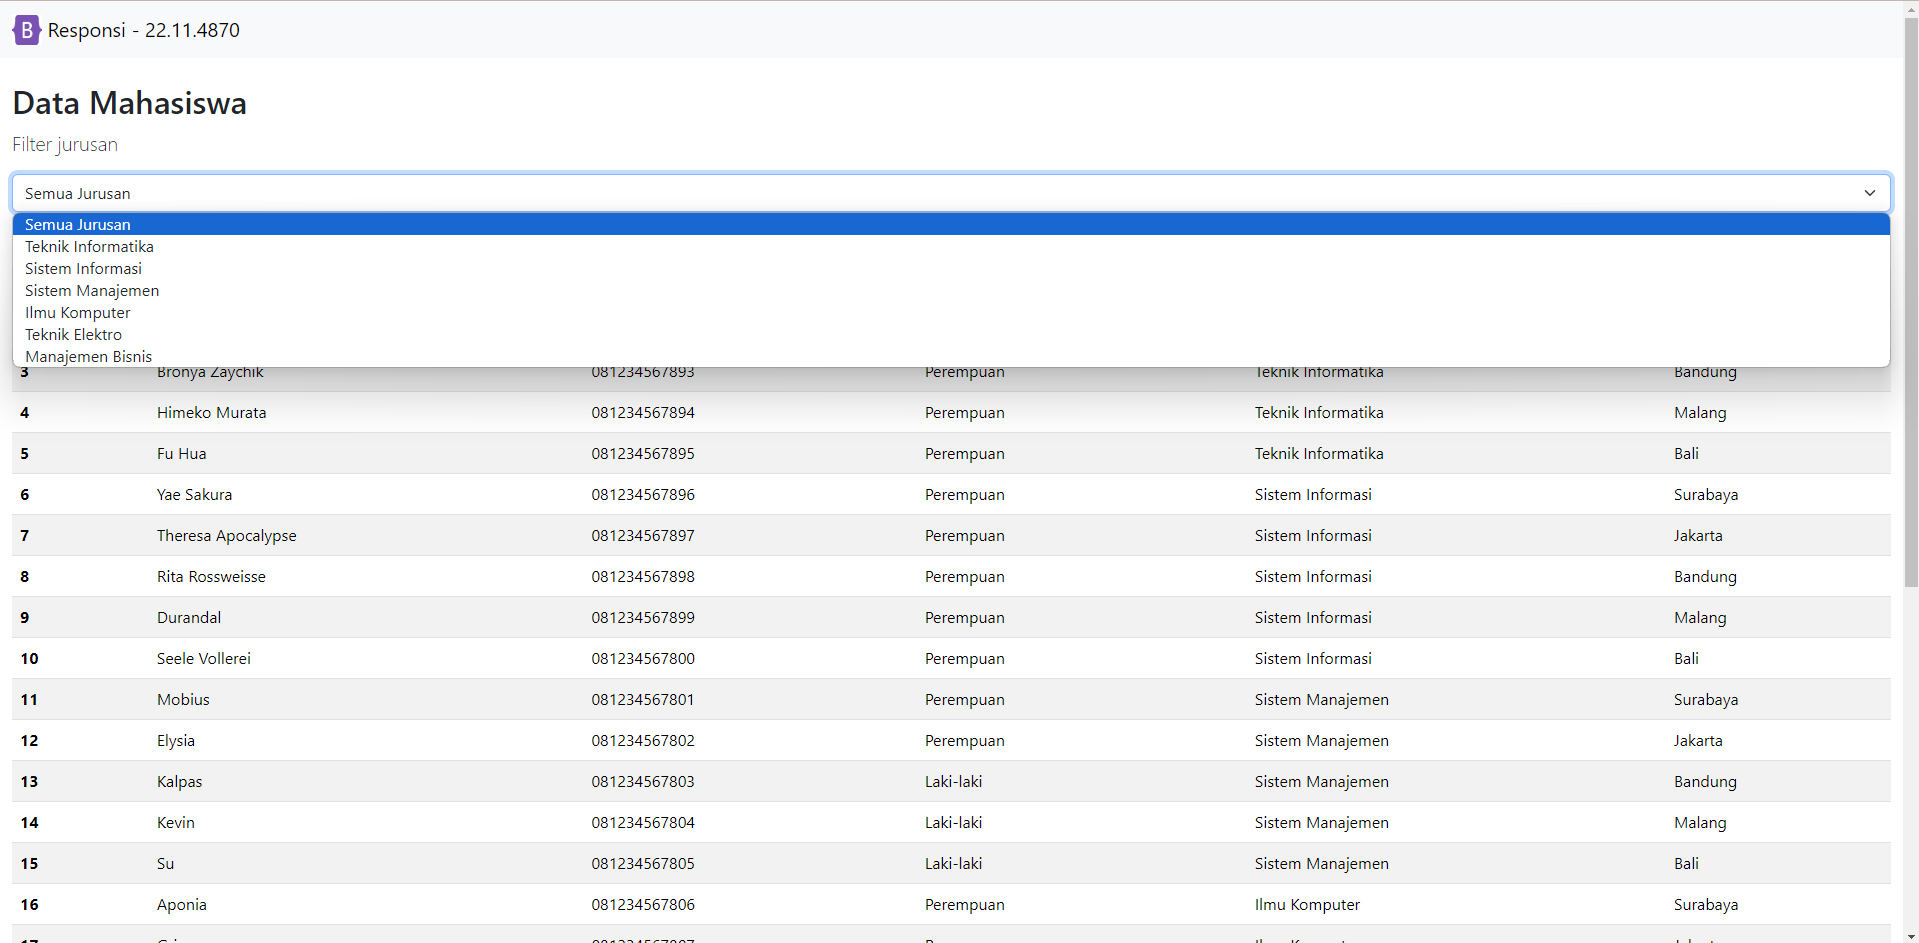 B Responsi - 22.11.4870
Data Mahasiswa
Filter jurusan
Semua Jurusan
Semua Jurusan
Teknik Informatika
Sistem Informasi
Sistem Manajemen
Ilmu Komputer
Teknik Elektro
Manajemen Bisnis
3 Bronya Zaychik 081234567893 Perempuan Teknik Informatika Bandung
4 Himeko Murata 081234567894 Perempuan Teknik Informatika Malang
5 Fu Hua 081234567895 Perempuan Teknik Informatika Bali
6 Yae Sakura 081234567896 Perempuan Sistem Informasi Surabaya
7 Theresa Apocalypse 081234567897 Perempuan Sistem Informasi Jakarta
8 Rita Rossweisse 081234567898 Perempuan Sistem Informasi Bandung
9 Durandal 081234567899 Perempuan Sistem Informasi Malang
10 Seele Vollerei 081234567800 Perempuan Sistem Informasi Bali
11 Mobius 081234567801 Perempuan Sistem Manajemen Surabaya
12 Elysia 081234567802 Perempuan Sistem Manajemen Jakarta
13 Kalpas 081234567803 Laki-laki Sistem Manajemen Bandung
14 Kevin 081234567804 Laki-laki Sistem Manajemen Malang
15 Su 081234567805 Laki-laki Sistem Manajemen Bali
16 Aponia 081234567806 Perempuan Ilmu Komputer Surabaya